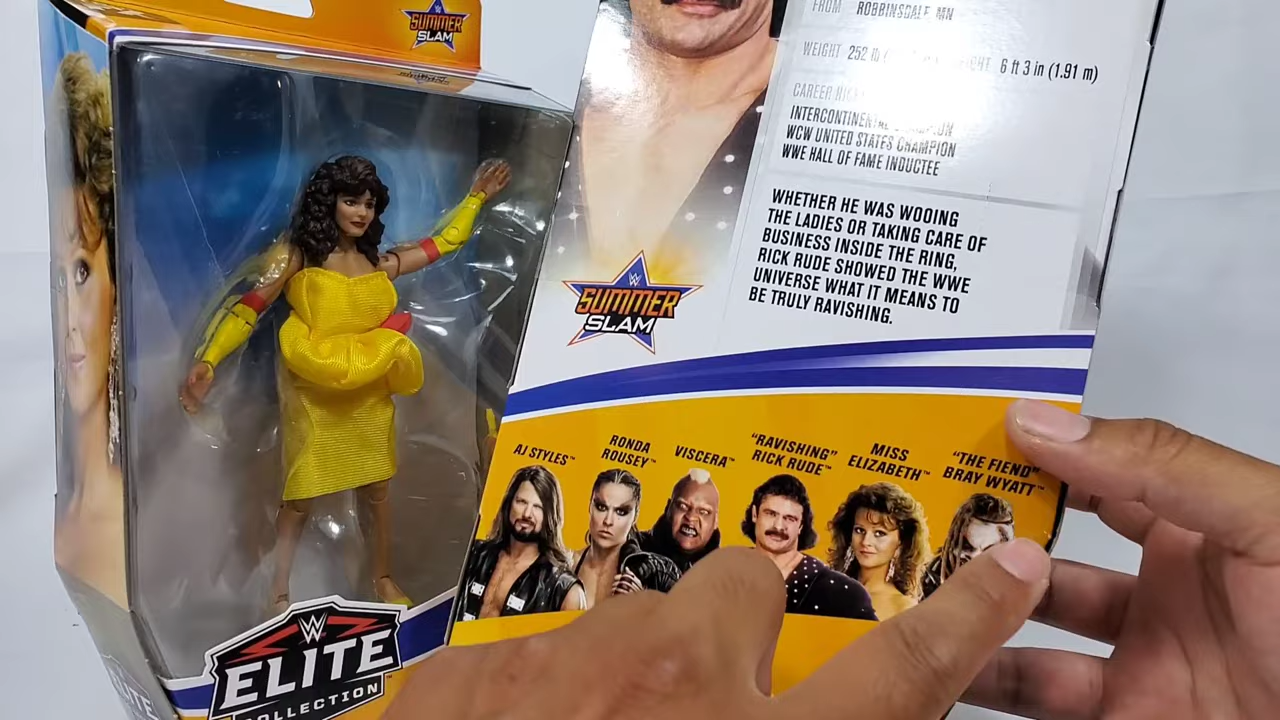 SUMMER
SLAM
W
ELITE
COLLECTION
FROM ROBBINSDALE, MN
WEIGHT 252 lb
6 ft 3 in (1.91 m)
CAREER
WCW UNITED STATES CHAMPION
WWE HALL OF FAME INDUCTEE
WHETHER HE WAS WOOING
THE LADIES OR TAKING CARE OF
BUSINESS INSIDE THE RING,
RICK RUDE SHOWED THE WWE
UNIVERSE WHAT IT MEANS TO
BE TRULY RAVISHING.
W
SUMMER
SLAM
AJ STYLES™
RONDA
ROUSEY™
VISCERA™
"RAVISHING"
RICK RUDE™
MISS
ELIZABETH™
"THE FIEND"
BRAY WYATT™